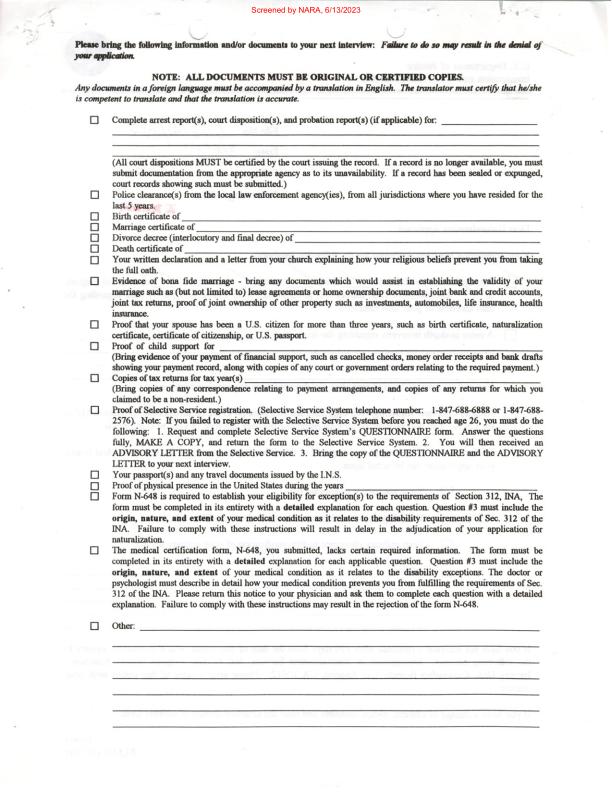 Screened by NARA, 6/13/2023
Please bring the following information and/or documents to your next interview: Failure to do so may result in the denial of
your application.
NOTE: ALL DOCUMENTS MUST BE ORIGINAL OR CERTIFIED COPIES.
Any documents in a foreign language must be accompanied by a translation in English. The translator must certify that he/she
is competent to translate and that the translation is accurate.
Complete arrest report(s), court disposition(s), and probation report(s) (if applicable) for:
(All court dispositions MUST be certified by the court issuing the record. If a record is no longer available, you must
submit documentation from the appropriate agency as to its unavailability. If a record has been sealed or expunged,
court records showing such must be submitted.)
Police clearance(s) from the local law enforcement agency(ies), from all jurisdictions where you have resided for the
last 5 years.
Birth certificate of
Marriage certificate of
Divorce decree (interlocutory and final decree) of
Death certificate of
Your written declaration and a letter from your church explaining how your religious beliefs prevent you from taking
the full oath.
Evidence of bona fide marriage - bring any documents which would assist in establishing the validity of your
marriage such as (but not limited to) lease agreements or home ownership documents, joint bank and credit accounts,
joint tax returns, proof of joint ownership of other property such as investments, automobiles, life insurance, health
insurance.
Proof that your spouse has been a U.S. citizen for more than three years, such as birth certificate, naturalization
certificate, certificate of citizenship, or U.S. passport.
Proof of child support for
(Bring evidence of your payment of financial support, such as cancelled checks, money order receipts and bank drafts
showing your payment record, along with copies of any court or government orders relating to the required payment.)
Copies of tax returns for tax year(s)
(Bring copies of any correspondence relating to payment arrangements, and copies of any returns for which you
claimed to be a non-resident.)
Proof of Selective Service registration. (Selective Service System telephone number: 1-847-688-6888 or 1-847-688-
2576). Note: If you failed to register with the Selective Service System before you reached age 26, you must do the
following: 1. Request and complete Selective Service System's QUESTIONNAIRE form. Answer the questions
fully, MAKE A COPY, and return the form to the Selective Service System. 2. You will then received an
ADVISORY LETTER from the Selective Service. 3. Bring the copy of the QUESTIONNAIRE and the ADVISORY
LETTER to your next interview.
Your passport(s) and any travel documents issued by the I.N.S.
Proof of physical presence in the United States during the years
Form N-648 is required to establish your eligibility for exception(s) to the requirements of Section 312, INA, The
form must be completed in its entirety with a detailed explanation for each question. Question #3 must include the
origin, nature, and extent of your medical condition as it relates to the disability requirements of Sec. 312 of the
INA. Failure to comply with these instructions will result in delay in the adjudication of your application for
naturalization.
The medical certification form, N-648, you submitted, lacks certain required information. The form must be
completed in its entirety with a detailed explanation for each applicable question. Question #3 must include the
origin, nature, and extent of your medical condition as it relates to the disability exceptions. The doctor or
psychologist must describe in detail how your medical condition prevents you from fulfilling the requirements of Sec.
312 of the INA. Please return this notice to your physician and ask them to complete each question with a detailed
explanation. Failure to comply with these instructions may result in the rejection of the form N-648.
Other: